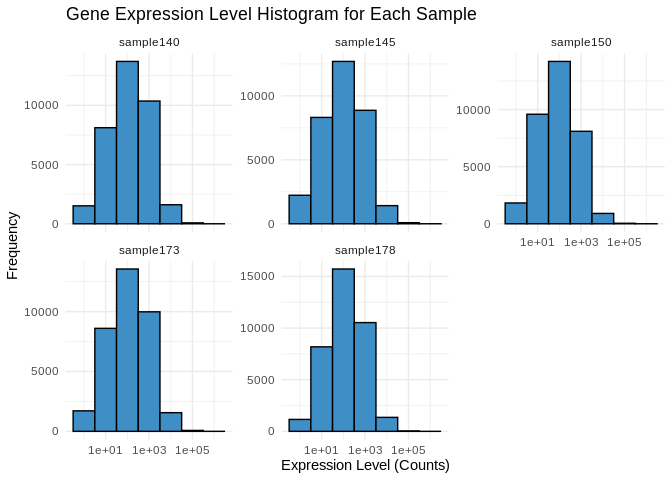 Gene Expression Level Histogram for Each Sample
sample140
sample145
sample150
10000
5000
0
10000
5000
0
10000
5000
0
1e+01 1e+03 1e+05
Frequency
sample173
sample178
10000
5000
0
15000
10000
5000
0
1e+01 1e+03 1e+05
1e+01 1e+03 1e+05
Expression Level (Counts)